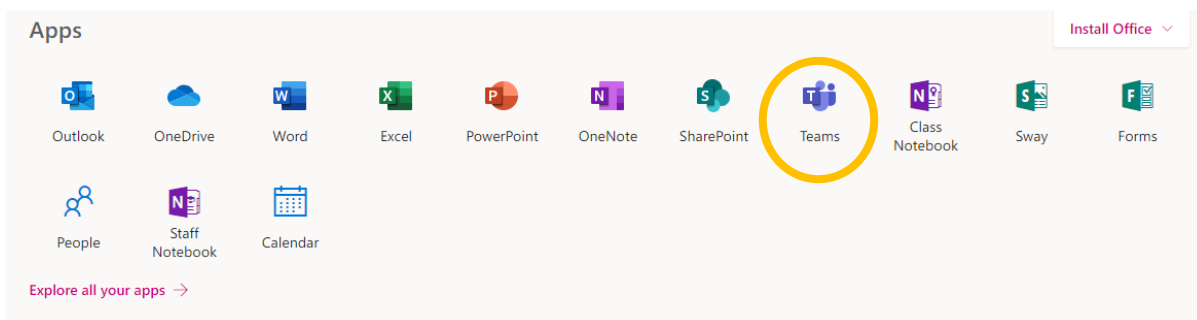 Apps
Install Office
Outlook OneDrive Word Excel PowerPoint OneNote SharePoint Teams Class Notebook Sway Forms
People Staff Notebook Calendar
Explore all your apps →